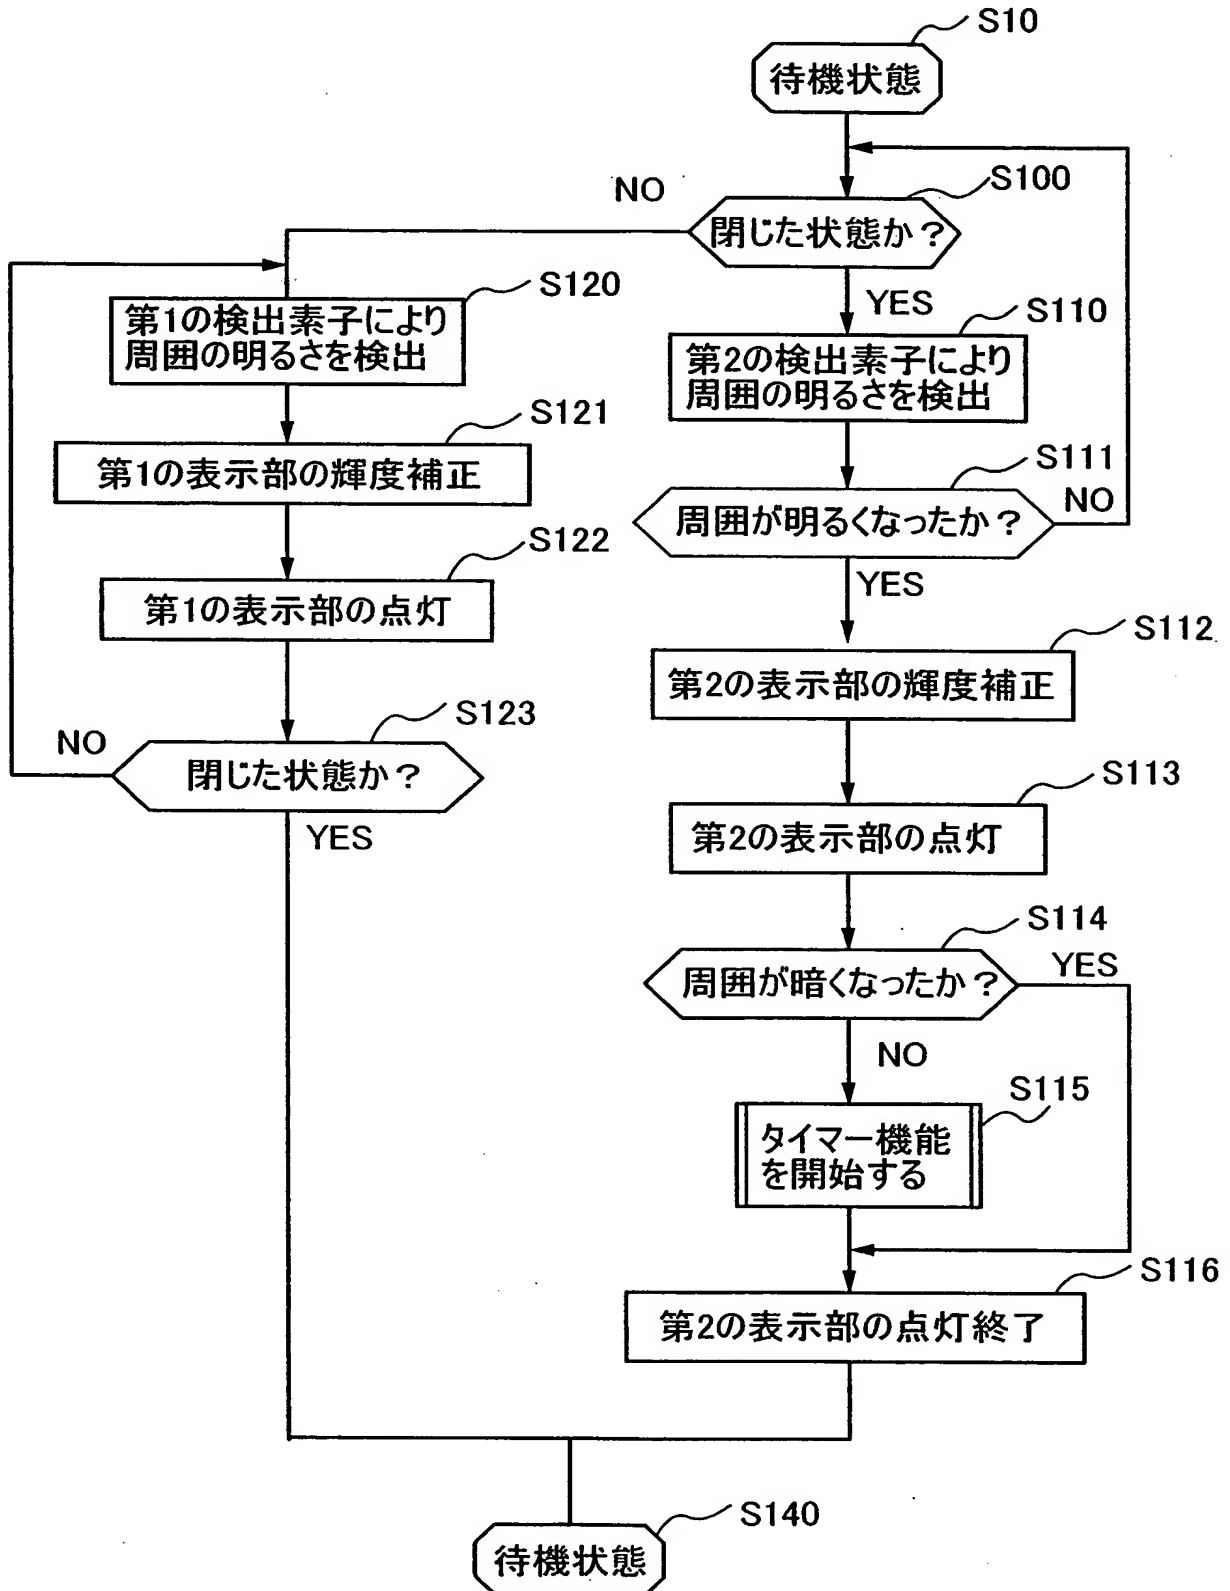 S10
待機状態
S100
NO
閉じた状態か？
YES
S120
第1の検出素子により
周囲の明るさを検出
S110
第2の検出素子により
周囲の明るさを検出
S121
第1の表示部の輝度補正
S111
周囲が明るくなったか？
NO
YES
S122
第1の表示部の点灯
S112
第2の表示部の輝度補正
S123
NO
閉じた状態か？
YES
S113
第2の表示部の点灯
S114
周囲が暗くなったか？
YES
NO
S115
タイマー機能
を開始する
S116
第2の表示部の点灯終了
S140
待機状態